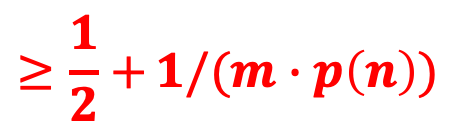 ≥ 1/2 + 1/(m · p(n))